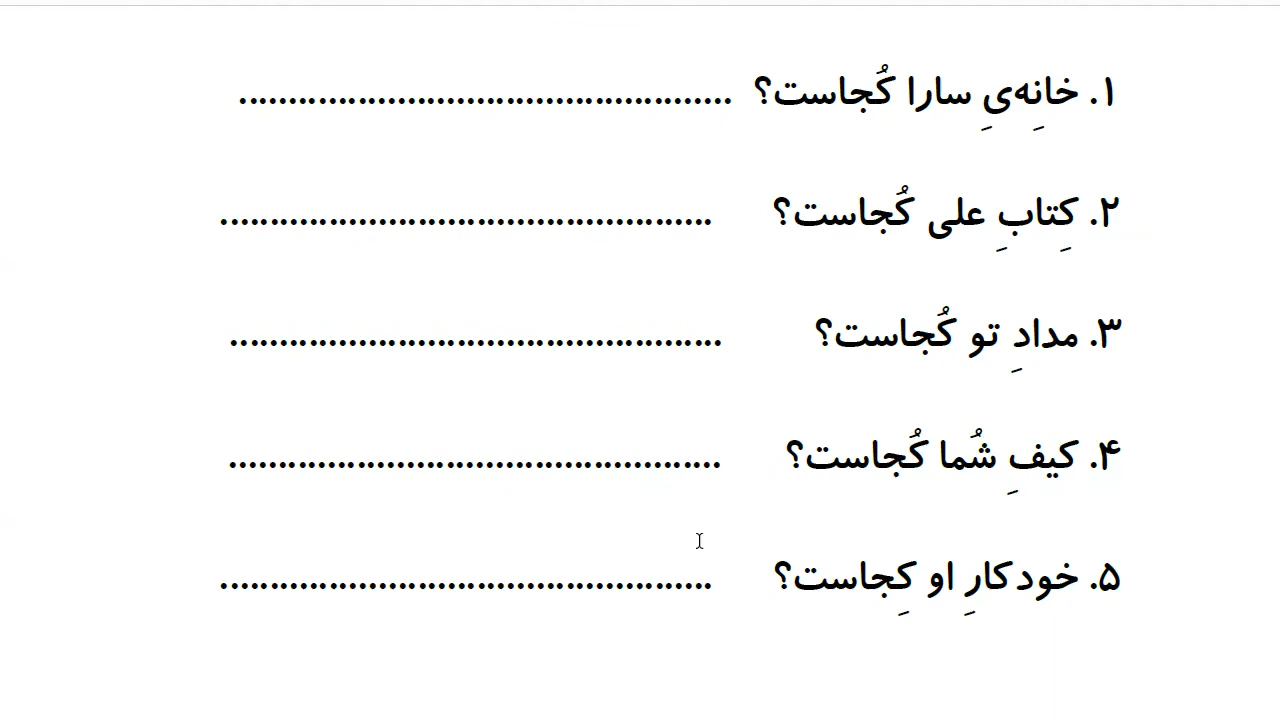 ۱. خانِه‌یِ سارا کُجاست؟ ..................................................
۲. کِتابِ علی کُجاست؟ ..................................................
۳. مدادِ تو کُجاست؟ ..................................................
۴. کیفِ شُما کُجاست؟ ..................................................
۵. خودکارِ او کِجاست؟ ..................................................